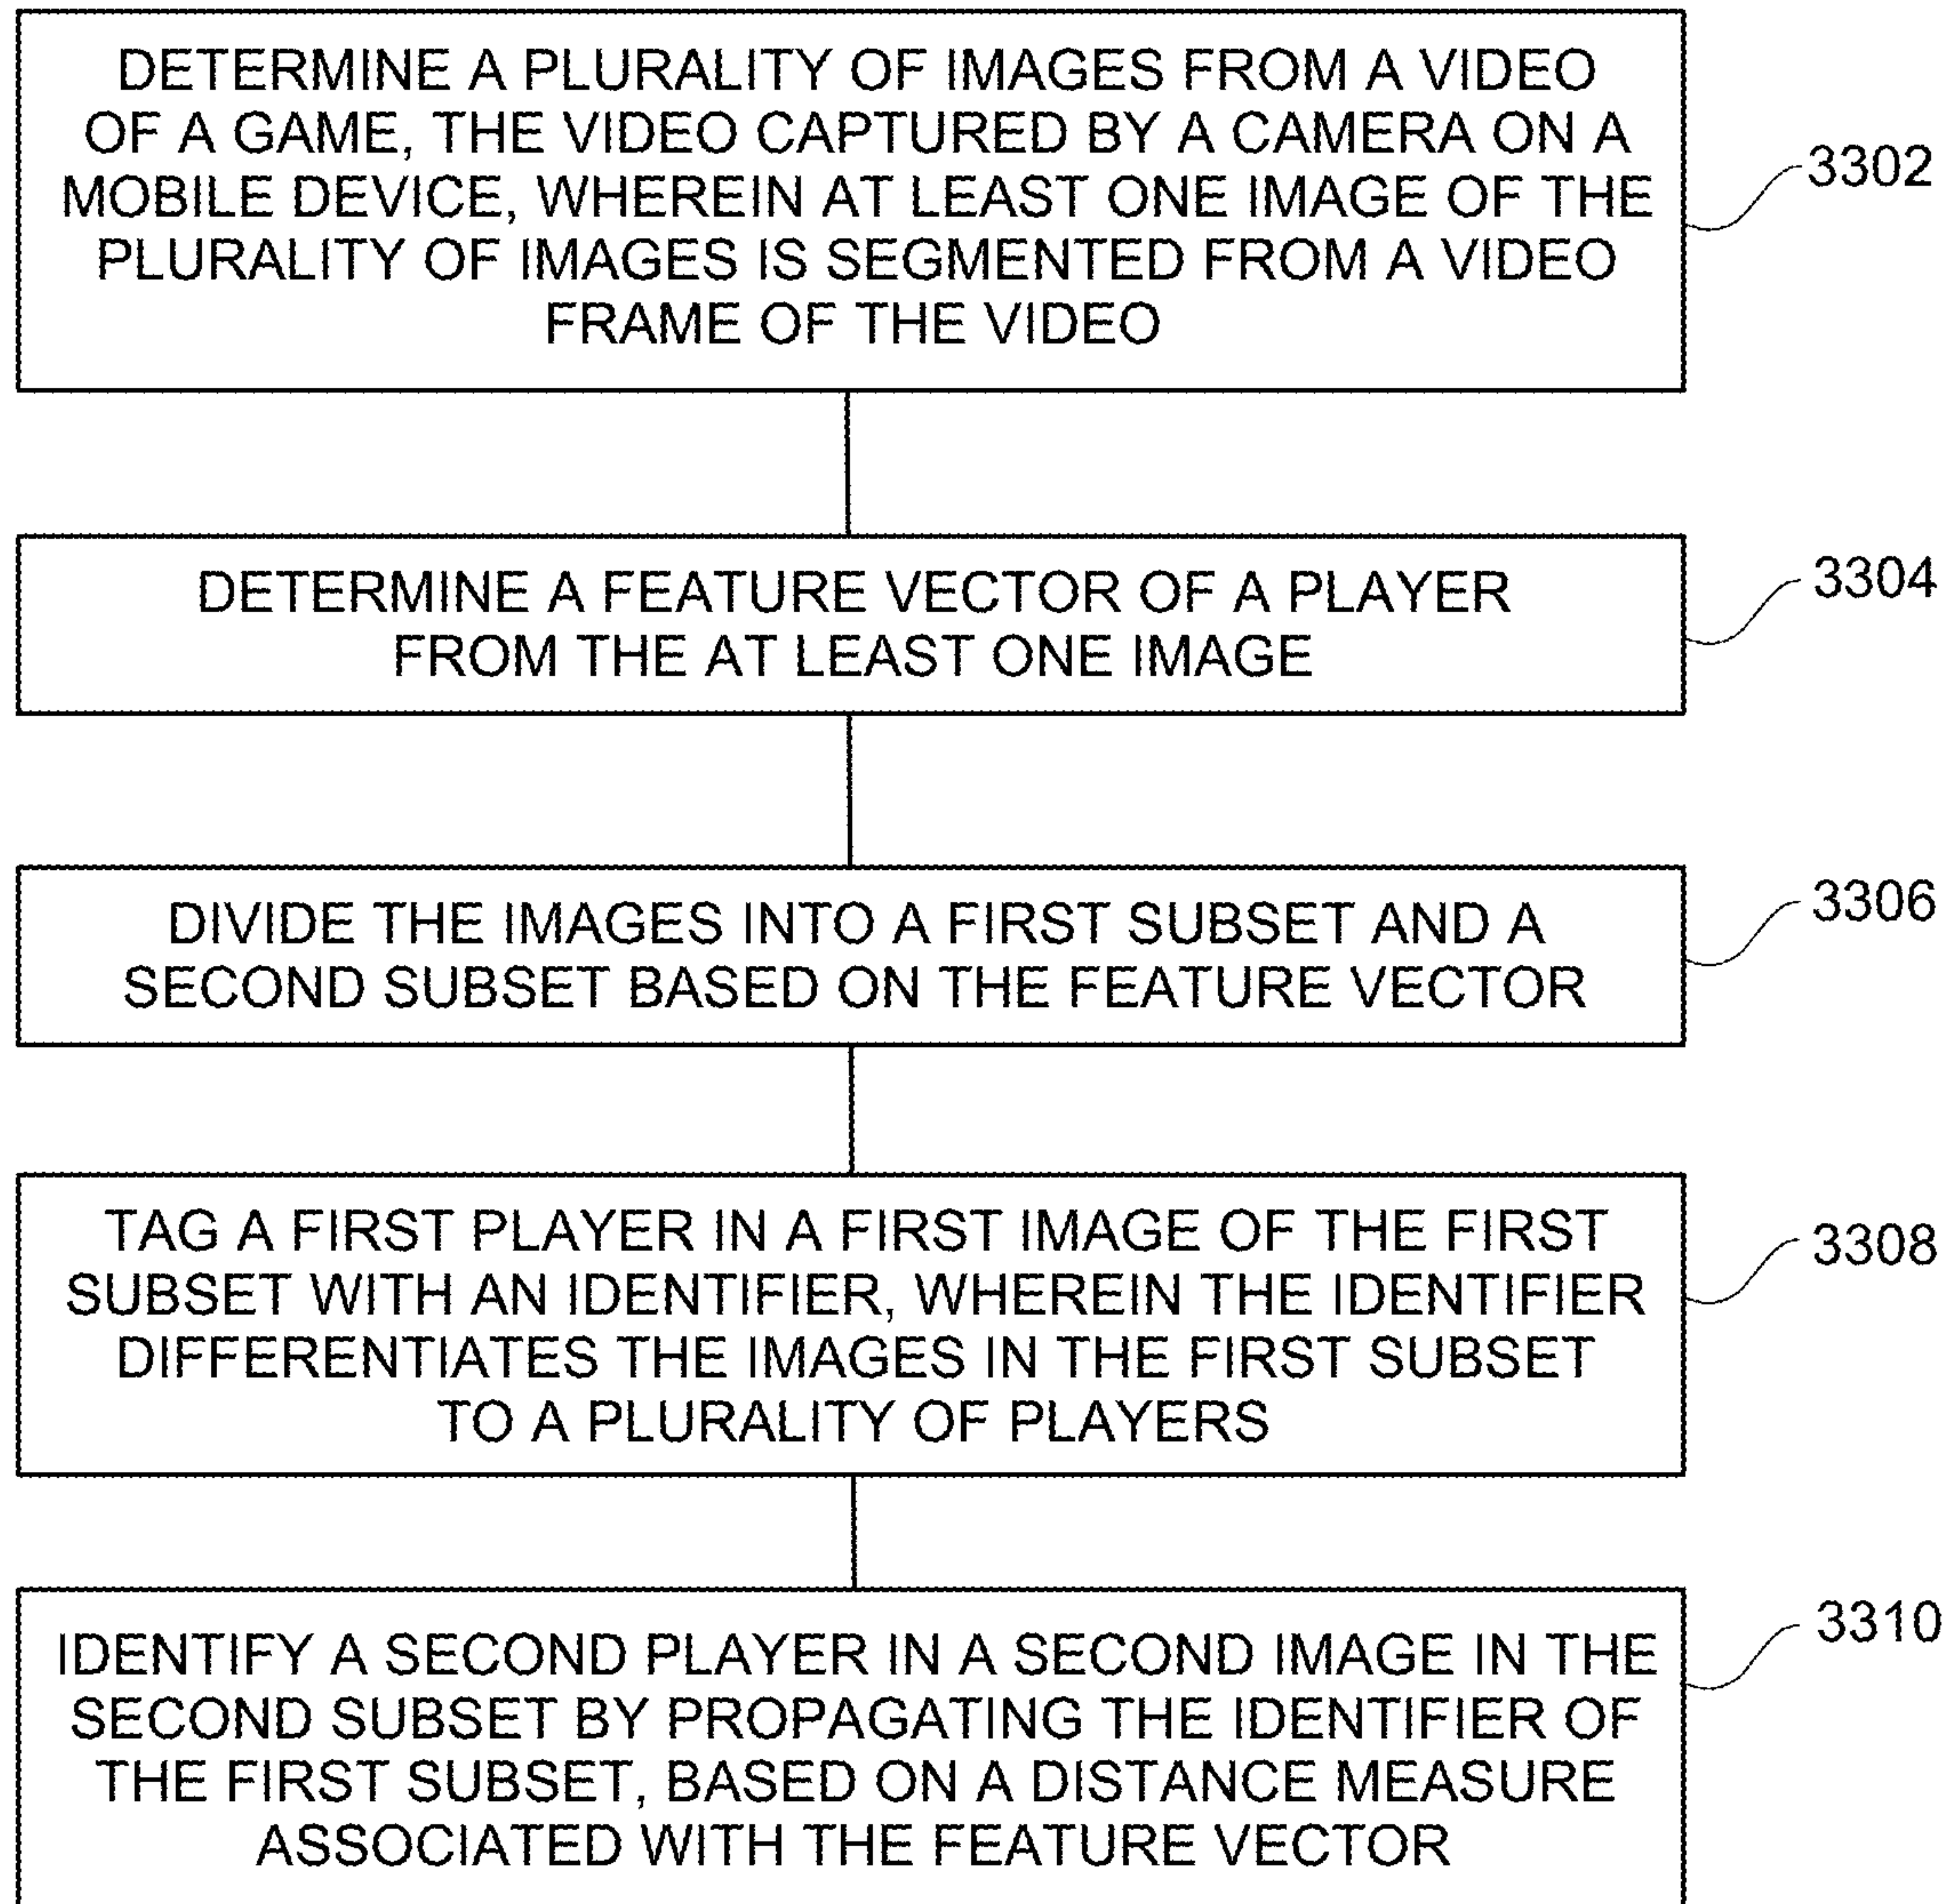 DETERMINE A PLURALITY OF IMAGES FROM A VIDEO
OF A GAME, THE VIDEO CAPTURED BY A CAMERA ON A
MOBILE DEVICE, WHEREIN AT LEAST ONE IMAGE OF THE
PLURALITY OF IMAGES IS SEGMENTED FROM A VIDEO
FRAME OF THE VIDEO
3302
DETERMINE A FEATURE VECTOR OF A PLAYER
FROM THE AT LEAST ONE IMAGE
3304
DIVIDE THE IMAGES INTO A FIRST SUBSET AND A
SECOND SUBSET BASED ON THE FEATURE VECTOR
3306
TAG A FIRST PLAYER IN A FIRST IMAGE OF THE FIRST
SUBSET WITH AN IDENTIFIER, WHEREIN THE IDENTIFIER
DIFFERENTIATES THE IMAGES IN THE FIRST SUBSET
TO A PLURALITY OF PLAYERS
3308
IDENTIFY A SECOND PLAYER IN A SECOND IMAGE IN THE
SECOND SUBSET BY PROPAGATING THE IDENTIFIER OF
THE FIRST SUBSET, BASED ON A DISTANCE MEASURE
ASSOCIATED WITH THE FEATURE VECTOR
3310